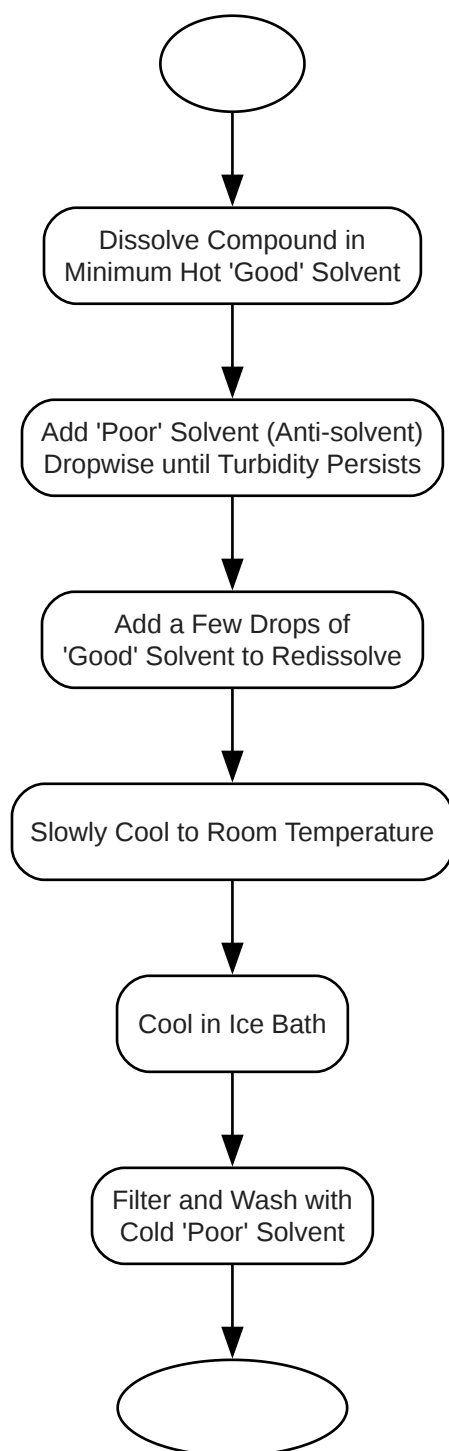 Dissolve Compound in
Minimum Hot 'Good' Solvent
Add 'Poor' Solvent (Anti-solvent)
Dropwise until Turbidity Persists
Add a Few Drops of
'Good' Solvent to Redissolve
Slowly Cool to Room Temperature
Cool in Ice Bath
Filter and Wash with
Cold 'Poor' Solvent